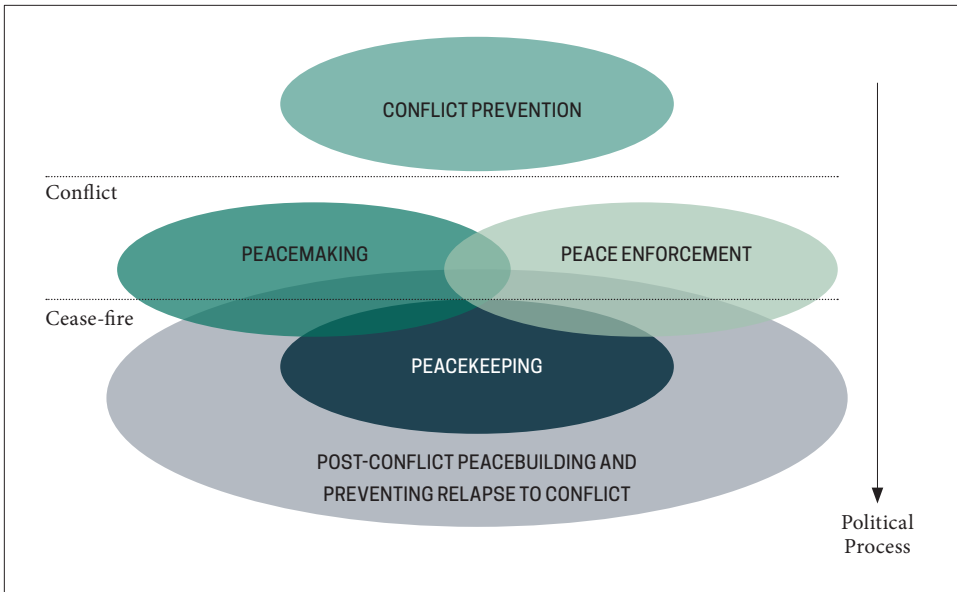 CONFLICT PREVENTION
Conflict
PEACEMAKING
PEACE ENFORCEMENT
Cease-fire
PEACEKEEPING
POST-CONFLICT PEACEBUILDING AND
PREVENTING RELAPSE TO CONFLICT
Political
Process